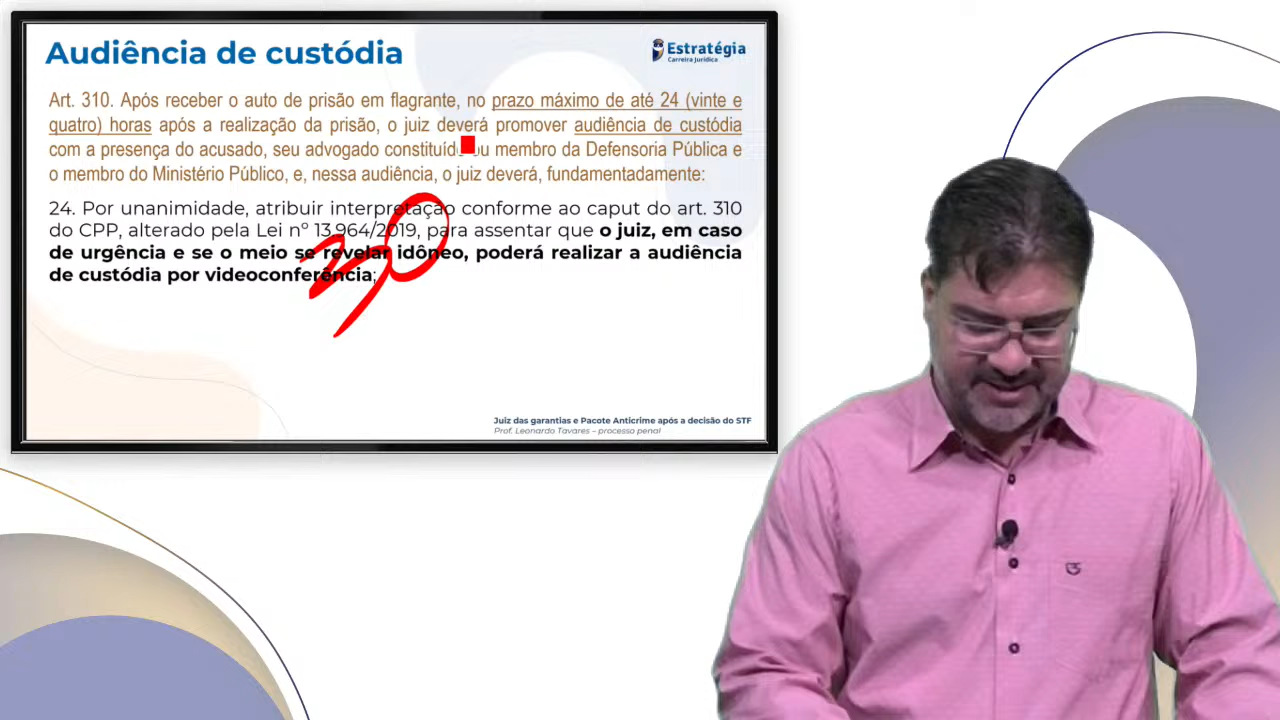 Audiência de custódia
Estratégia
Carreira Jurídica
Art. 310. Após receber o auto de prisão em flagrante, no prazo máximo de até 24 (vinte e
quatro) horas após a realização da prisão, o juiz deverá promover audiência de custódia
com a presença do acusado, seu advogado constituído ou membro da Defensoria Pública e
o membro do Ministério Público, e, nessa audiência, o juiz deverá, fundamentadamente:
24. Por unanimidade, atribuir interpretação conforme ao caput do art. 310
do CPP, alterado pela Lei nº 13.964/2019, para assentar que o juiz, em caso
de urgência e se o meio se revelar idôneo, poderá realizar a audiência
de custódia por videoconferência;
Juiz das garantias e Pacote Anticrime após a decisão do STF
Prof. Leonardo Tavares – processo penal